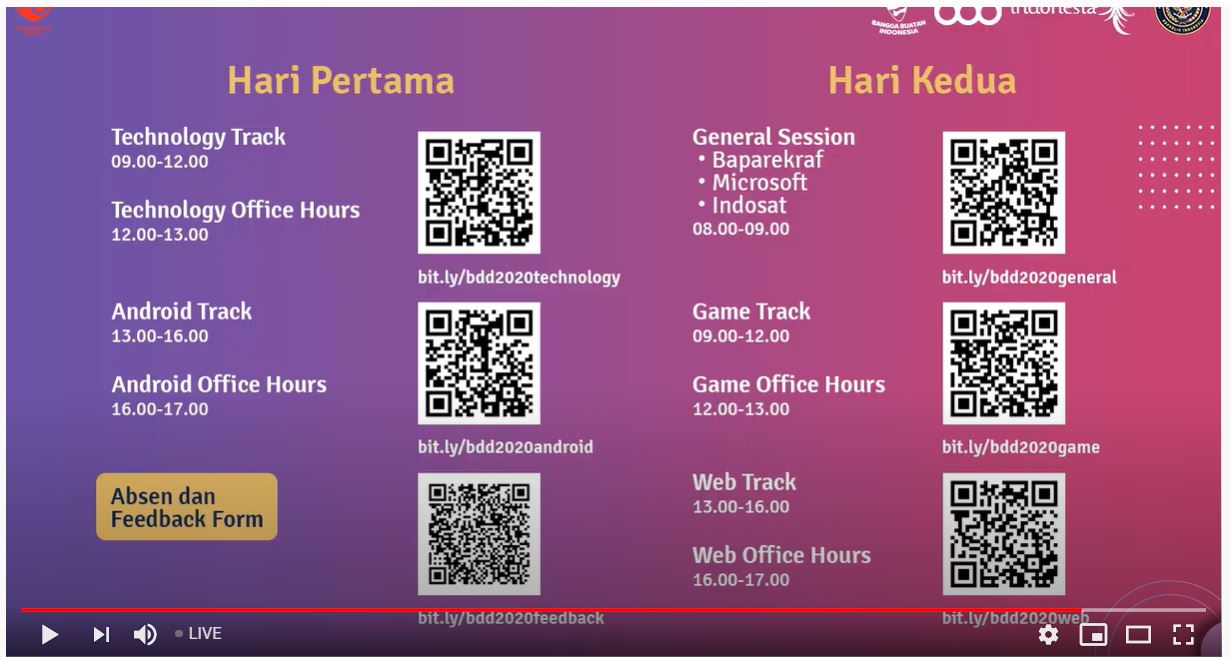 BANGGA BUATAN
INDONESIA
Hari Pertama
Technology Track
09.00-12.00
Technology Office Hours
12.00-13.00
bit.ly/bdd2020technology
Android Track
13.00-16.00
Android Office Hours
16.00-17.00
bit.ly/bdd2020android
Absen dan
Feedback Form
bit.ly/bdd2020feedback
Hari Kedua
General Session
• Baparekraf
• Microsoft
• Indosat
08.00-09.00
bit.ly/bdd2020general
Game Track
09.00-12.00
Game Office Hours
12.00-13.00
bit.ly/bdd2020game
Web Track
13.00-16.00
Web Office Hours
16.00-17.00
bit.ly/bdd2020web
LIVE